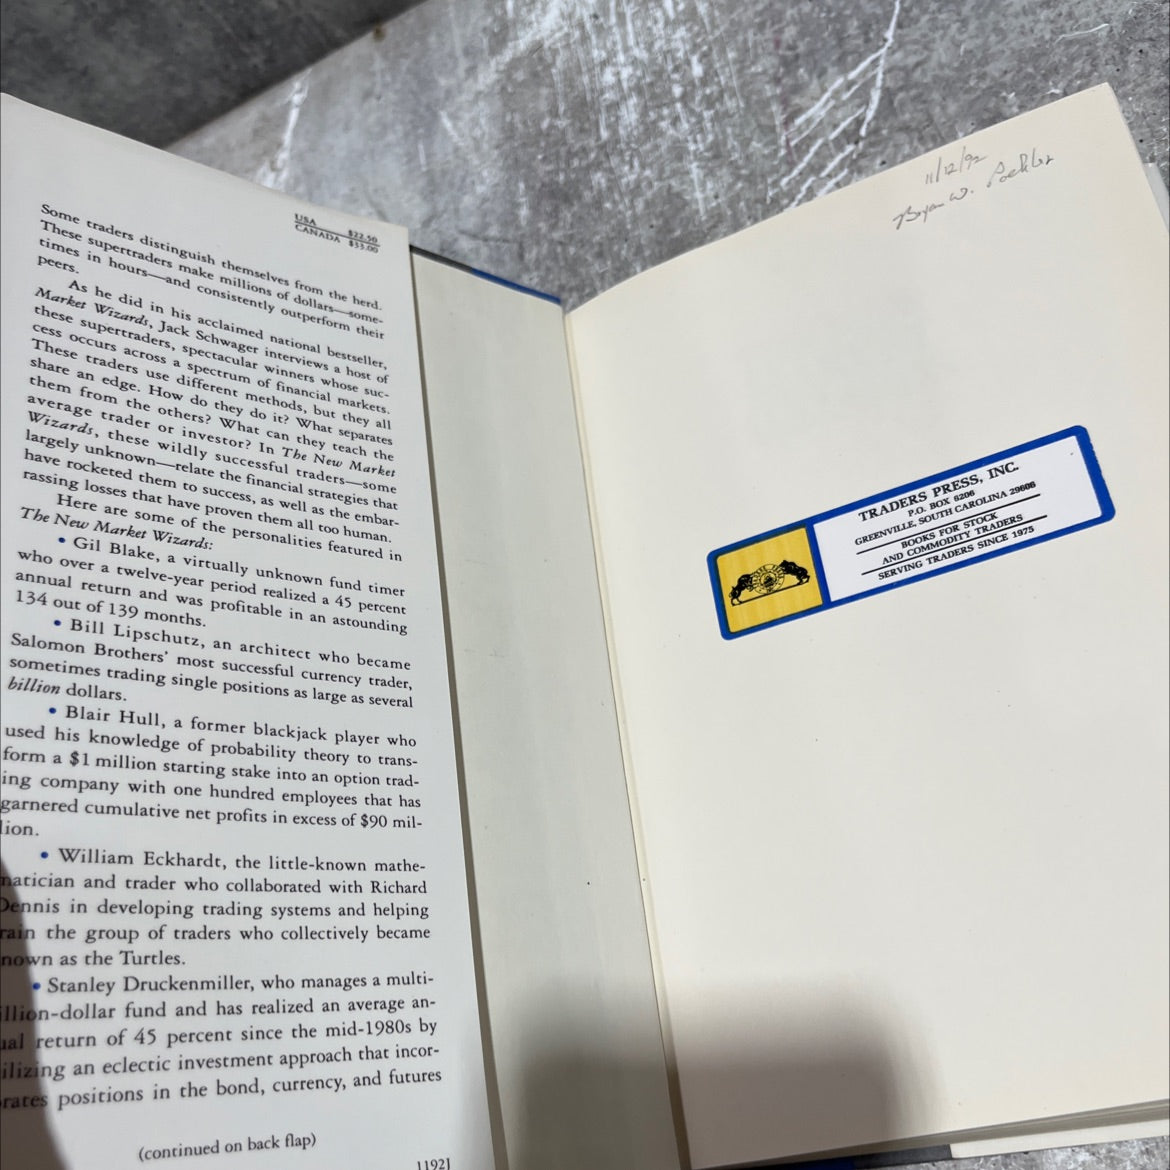 USA $22.50
CANADA $33.00
Some traders distinguish themselves from the herd.
These supertraders make millions of dollars—some-
times in hours—and consistently outperform their
peers.
As he did in his acclaimed national bestseller,
Market Wizards, Jack Schwager interviews a host of
these supertraders, spectacular winners whose suc-
cess occurs across a spectrum of financial markets.
These traders use different methods, but they all
share an edge. How do they do it? What separates
them from the others? What can they teach the
average trader or investor? In The New Market
Wizards, these wildly successful traders—some
largely unknown—relate the financial strategies that
have rocketed them to success, as well as the embar-
rassing losses that have proven them all too human.
Here are some of the personalities featured in
The New Market Wizards:
• Gil Blake, a virtually unknown fund timer
who over a twelve-year period realized a 45 percent
annual return and was profitable in an astounding
134 out of 139 months.
• Bill Lipschutz, an architect who became
Salomon Brothers' most successful currency trader,
sometimes trading single positions as large as several
billion dollars.
• Blair Hull, a former blackjack player who
used his knowledge of probability theory to trans-
form a $1 million starting stake into an option trad-
ing company with one hundred employees that has
garnered cumulative net profits in excess of $90 mil-
lion.
• William Eckhardt, the little-known mathe-
matician and trader who collaborated with Richard
Dennis in developing trading systems and helping
rain the group of traders who collectively became
nown as the Turtles.
• Stanley Druckenmiller, who manages a multi-
illion-dollar fund and has realized an average an-
ual return of 45 percent since the mid-1980s by
ilizing an eclectic investment approach that incor-
rates positions in the bond, currency, and futures
(continued on back flap)
1192]
11/12/92
Bryan W.
TRADERS PRESS, INC.
P.O. BOX 6206
GREENVILLE, SOUTH CAROLINA 29606
BOOKS FOR STOCK
AND COMMODITY TRADERS
SERVING TRADERS SINCE 1975